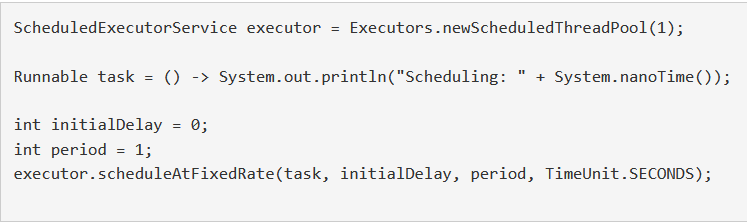 ScheduledExecutorService executor = Executors.newScheduledThreadPool(1);
Runnable task = () -> System.out.println("Scheduling: " + System.nanoTime());
int initialDelay = 0;
int period = 1;
executor.scheduleAtFixedRate(task, initialDelay, period, TimeUnit.SECONDS);